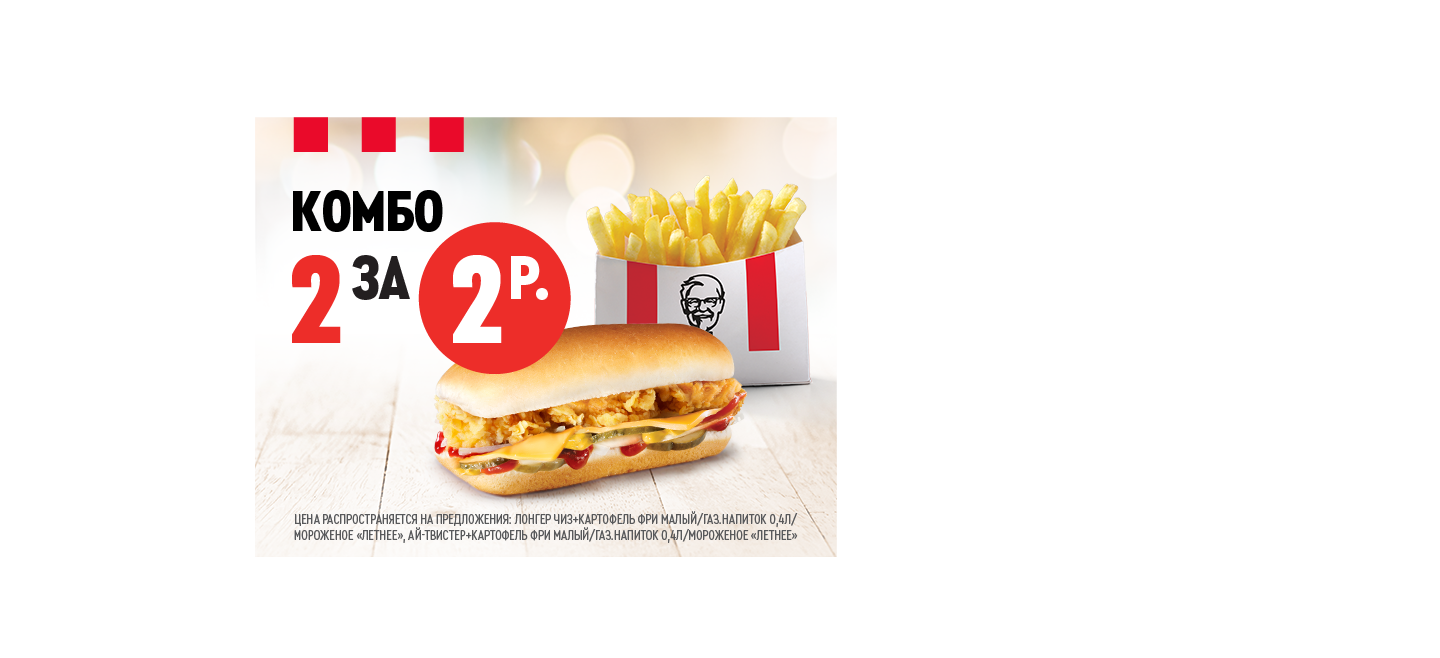 КОМБО
2 ЗА 2 Р.
ЦЕНА РАСПРОСТРАНЯЕТСЯ НА ПРЕДЛОЖЕНИЯ: ЛОНГЕР ЧИЗ+КАРТОФЕЛЬ ФРИ МАЛЫЙ/ГАЗ.НАПИТОК 0,4Л/
МОРОЖЕНОЕ «ЛЕТНЕЕ», АЙ-ТВИСТЕР+КАРТОФЕЛЬ ФРИ МАЛЫЙ/ГАЗ.НАПИТОК 0,4Л/МОРОЖЕНОЕ «ЛЕТНЕЕ»